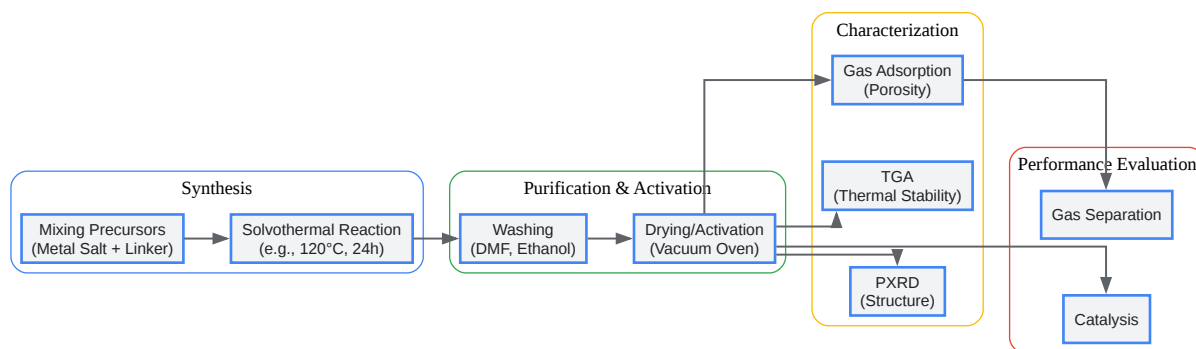 Synthesis
Mixing Precursors
(Metal Salt + Linker)
Solvothermal Reaction
(e.g., 120°C, 24h)
Purification & Activation
Washing
(DMF, Ethanol)
Drying/Activation
(Vacuum Oven)
Characterization
Gas Adsorption
(Porosity)
TGA
(Thermal Stability)
PXRD
(Structure)
Performance Evaluation
Gas Separation
Catalysis